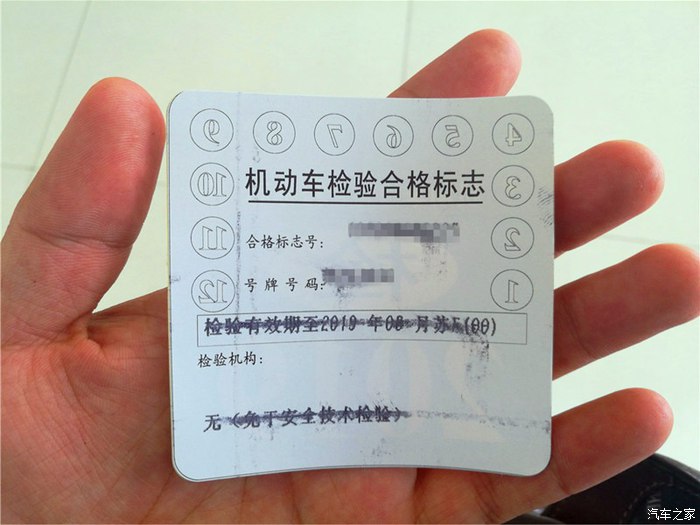 9 8 7 6 5 4
10 机动车检验合格标志 3
11 合格标志号: 2
12 号牌号码: 1
检验有效期至2019年08月苏F(00)
检验机构:
无(免于安全技术检验)
汽车之家